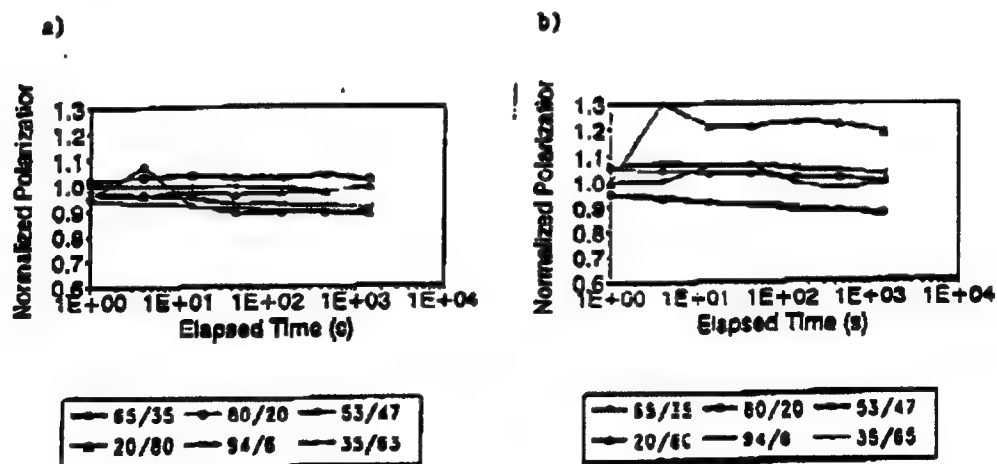 a)
Normalized Polarization
1.3
1.2
1.1
1.0
0.9
0.8
0.7
0.6
1E+00 1E+01 1E+02 1E+03 1E+04
Elapsed Time (s)
65/35 80/20 53/47
20/80 94/6 35/63
b)
Normalized Polarization
1.3
1.2
1.1
1.0
0.9
0.8
0.7
0.6
1E+00 1E+01 1E+02 1E+03 1E+04
Elapsed Time (s)
65/35 80/20 53/47
20/80 94/6 35/65